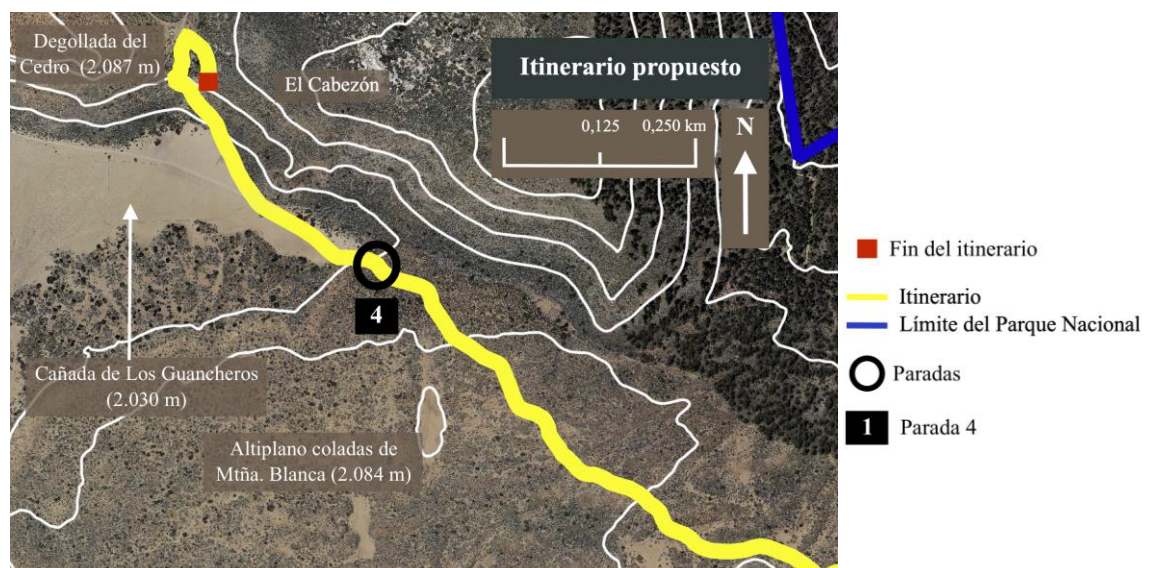 Degollada del
Cedro (2.087 m)
El Cabezón
Itinerario propuesto
0,125 0,250 km
N
4
Cañada de Los Guancheros
(2.030 m)
Altiplano coladas de
Mtña. Blanca (2.084 m)
Fin del itinerario
Itinerario
Límite del Parque Nacional
Paradas
1 Parada 4